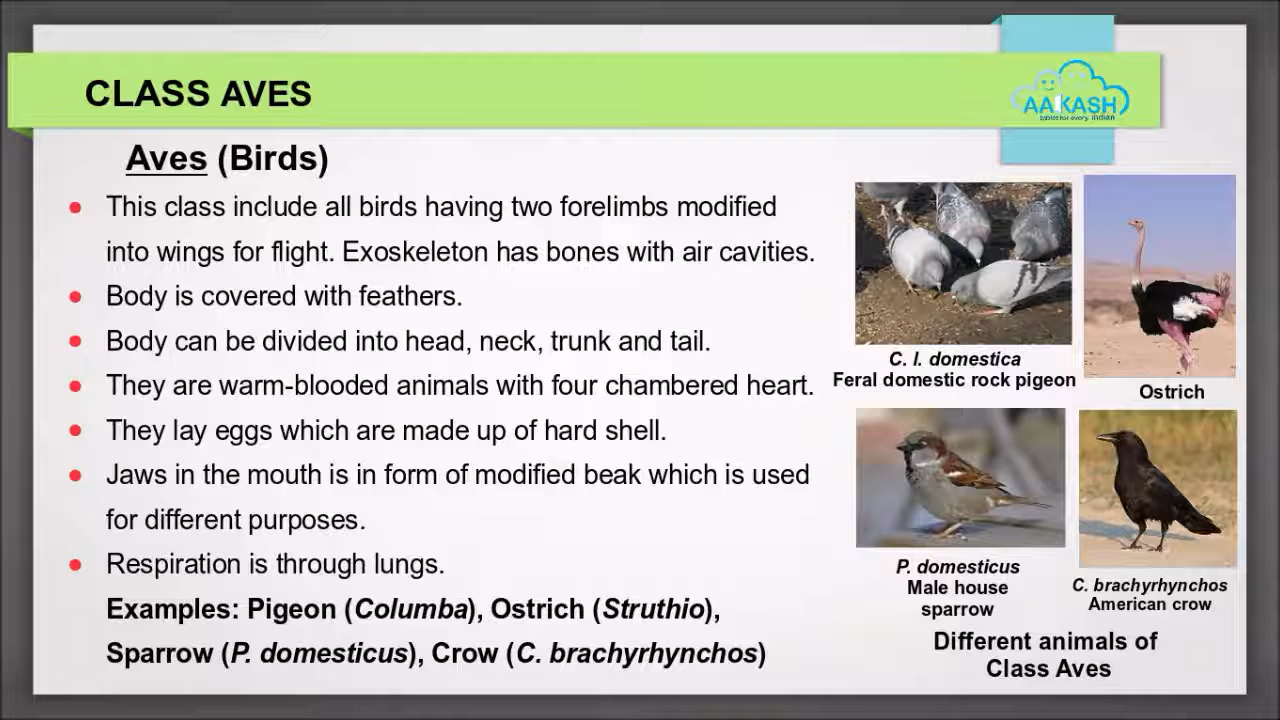 CLASS AVES
AAKASH
tablet for every indian
Aves (Birds)
This class include all birds having two forelimbs modified
into wings for flight. Exoskeleton has bones with air cavities.
Body is covered with feathers.
Body can be divided into head, neck, trunk and tail.
They are warm-blooded animals with four chambered heart.
They lay eggs which are made up of hard shell.
Jaws in the mouth is in form of modified beak which is used
for different purposes.
Respiration is through lungs.
Examples: Pigeon (Columba), Ostrich (Struthio),
Sparrow (P. domesticus), Crow (C. brachyrhynchos)
C. l. domestica
Feral domestic rock pigeon
Ostrich
P. domesticus
Male house
sparrow
C. brachyrhynchos
American crow
Different animals of
Class Aves